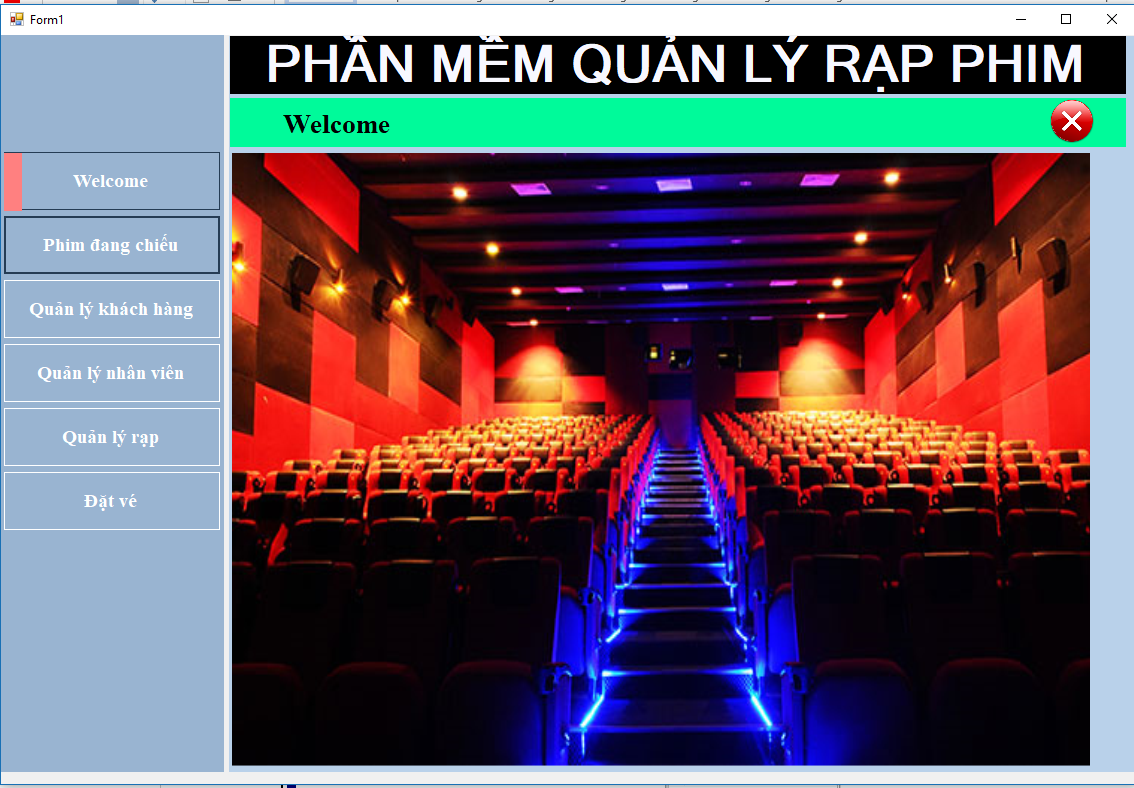 Form1
PHẦN MỀM QUẢN LÝ RẠP PHIM
Welcome
Welcome
Phim đang chiếu
Quản lý khách hàng
Quản lý nhân viên
Quản lý rạp
Đặt vé